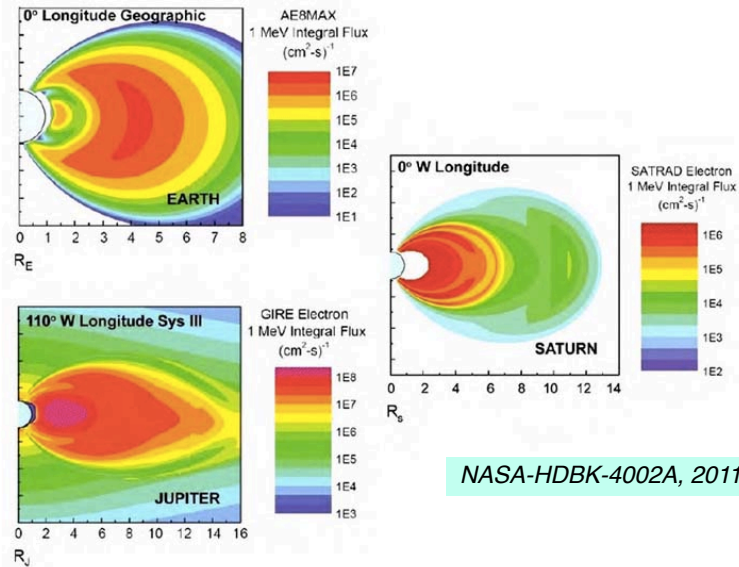 0° Longitude Geographic
EARTH
0 1 2 3 4 5 6 7 8
R_E
AE8MAX
1 MeV Integral Flux
(cm²-s)⁻¹
1E7
1E6
1E5
1E4
1E3
1E2
1E1
0° W Longitude
SATURN
0 2 4 6 8 10 12 14
R_s
SATRAD Electron
1 MeV Integral Flux
(cm²-s)⁻¹
1E6
1E5
1E4
1E3
1E2
110° W Longitude Sys III
JUPITER
0 2 4 6 8 10 12 14 16
R_J
GIRE Electron
1 MeV Integral Flux
(cm²-s)⁻¹
1E8
1E7
1E6
1E5
1E4
1E3
NASA-HDBK-4002A, 2011